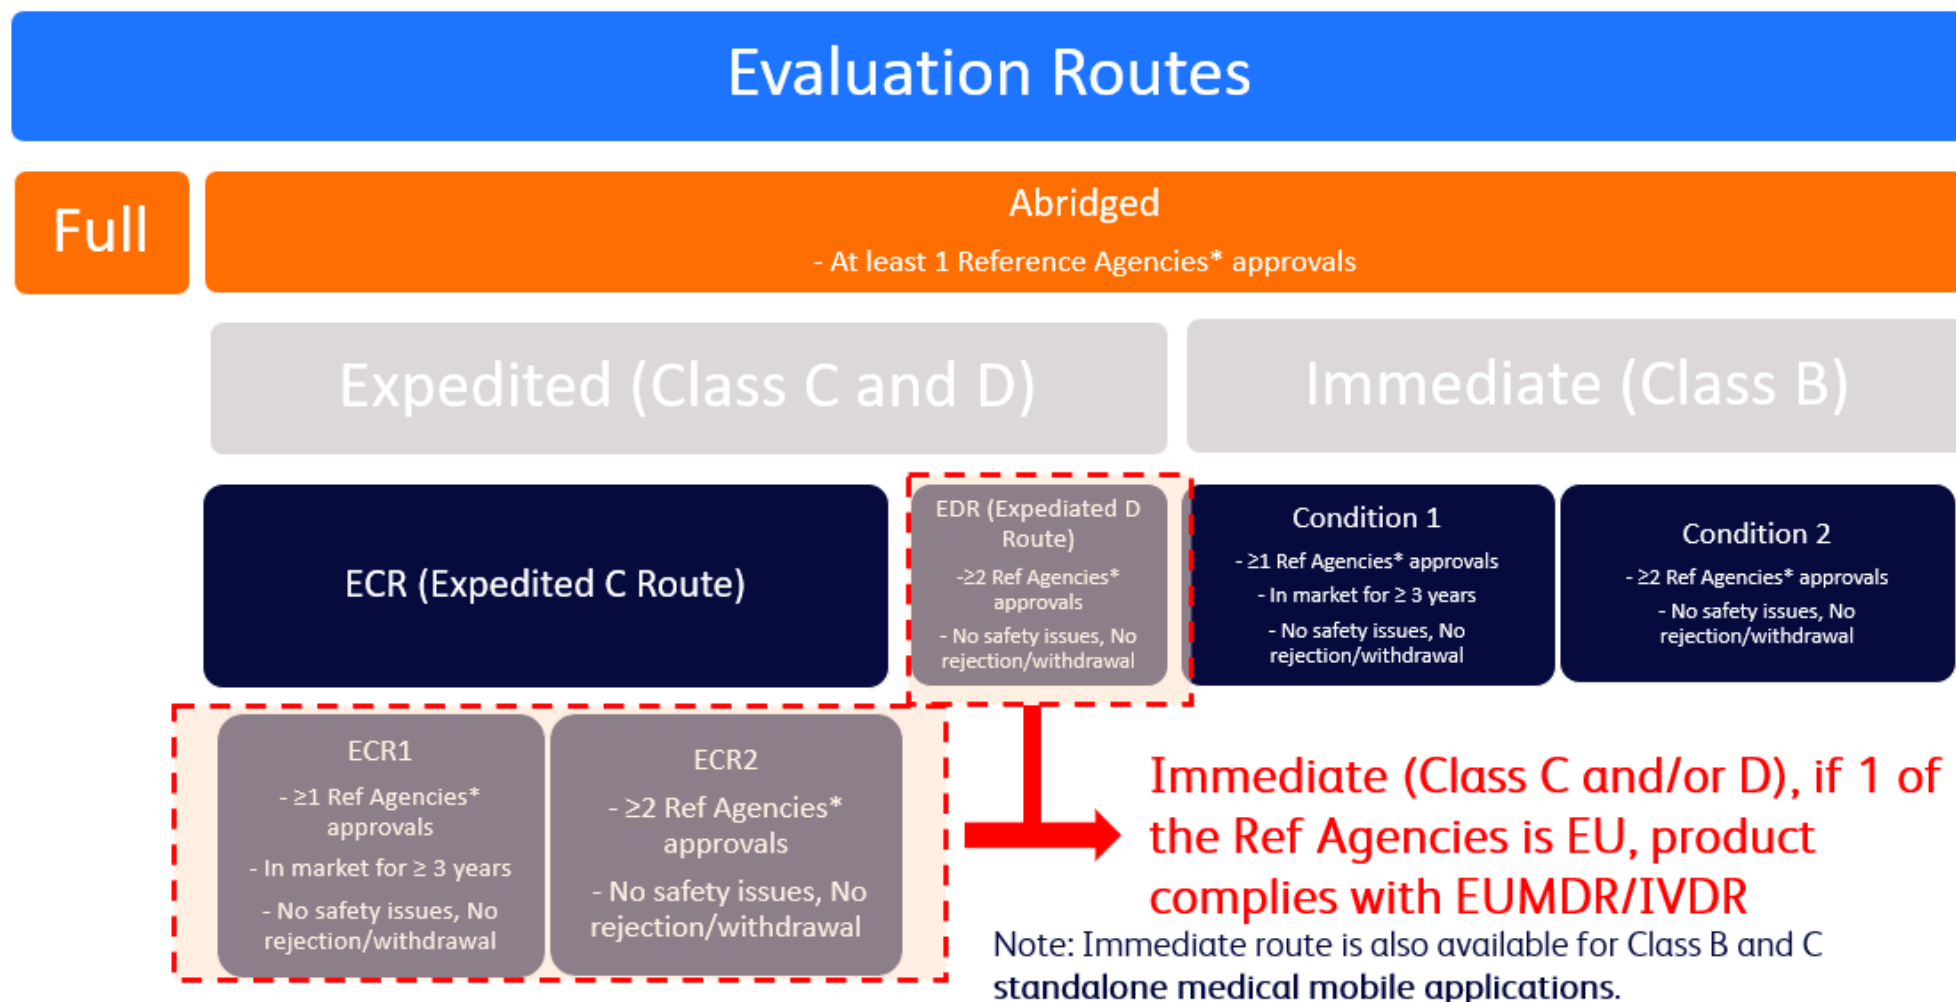 Evaluation Routes
Full
Abridged
- At least 1 Reference Agencies* approvals
Expedited (Class C and D)
Immediate (Class B)
ECR (Expedited C Route)
EDR (Expediated D
Route)
-≥2 Ref Agencies*
approvals
- No safety issues, No
rejection/withdrawal
Condition 1
- ≥1 Ref Agencies* approvals
- In market for ≥ 3 years
- No safety issues, No
rejection/withdrawal
Condition 2
- ≥2 Ref Agencies* approvals
- No safety issues, No
rejection/withdrawal
ECR1
- ≥1 Ref Agencies*
approvals
- In market for ≥ 3 years
- No safety issues, No
rejection/withdrawal
ECR2
- ≥2 Ref Agencies*
approvals
- No safety issues, No
rejection/withdrawal
Immediate (Class C and/or D), if 1 of
the Ref Agencies is EU, product
complies with EUMDR/IVDR
Note: Immediate route is also available for Class B and C
standalone medical mobile applications.